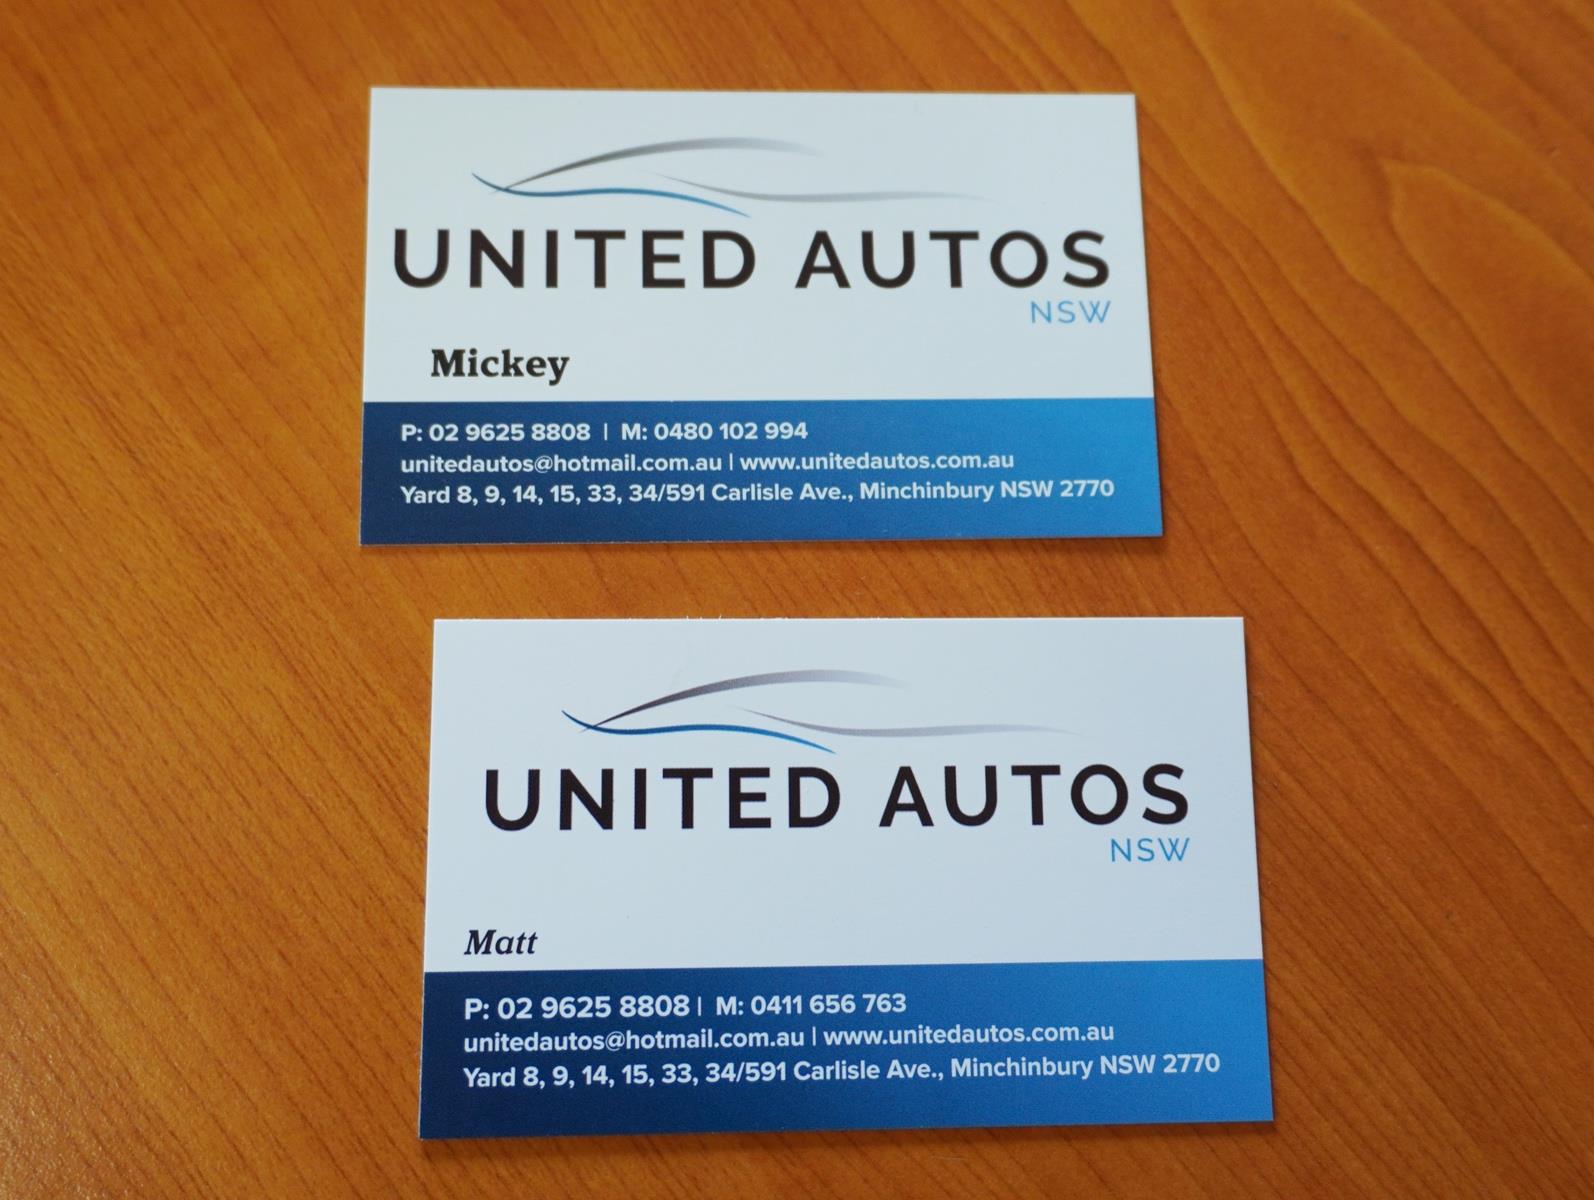 UNITED AUTOS
NSW
Mickey
P: 02 9625 8808 | M: 0480 102 994
unitedautos@hotmail.com.au | www.unitedautos.com.au
Yard 8, 9, 14, 15, 33, 34/591 Carlisle Ave., Minchinbury NSW 2770
UNITED AUTOS
NSW
Matt
P: 02 9625 8808 | M: 0411 656 763
unitedautos@hotmail.com.au | www.unitedautos.com.au
Yard 8, 9, 14, 15, 33, 34/591 Carlisle Ave., Minchinbury NSW 2770